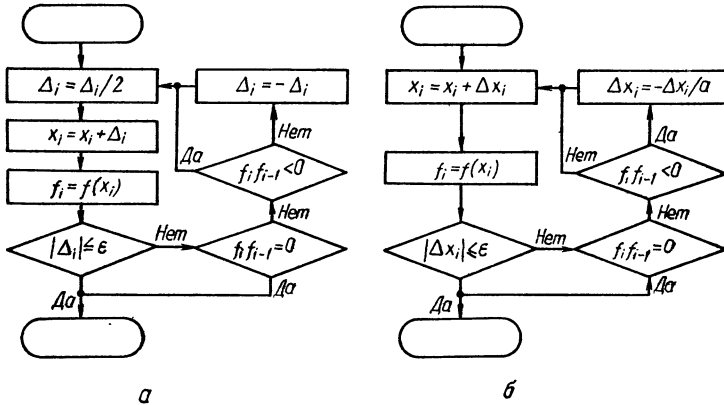 Δᵢ = Δᵢ/2
Δᵢ = − Δᵢ
Нет
xᵢ = xᵢ + Δᵢ
Да
fᵢ fᵢ₋₁ < 0
fᵢ = f(xᵢ)
Нет
|Δᵢ| ≤ ε
Нет
fᵢ fᵢ₋₁ = 0
Да
Да
а
xᵢ = xᵢ + Δxᵢ
Δxᵢ = −Δxᵢ/a
Да
Нет
fᵢ fᵢ₋₁ < 0
fᵢ = f(xᵢ)
Нет
|Δxᵢ| ≤ ε
Нет
fᵢ fᵢ₋₁ = 0
Да
Да
б